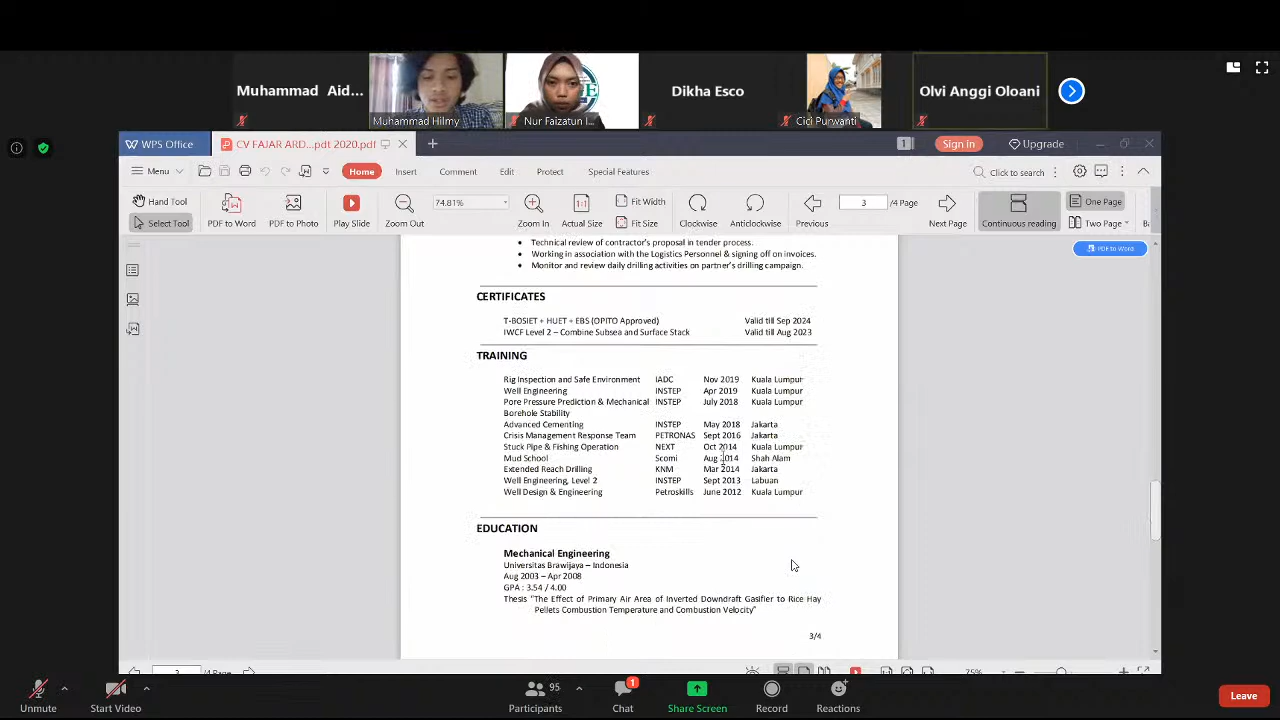 Muhammad Aid...
Muhammad Hilmy
Nur Faizatun I...
Dikha Esco
Cici Purwanti
Olvi Anggi Oloani
WPS Office
CV FAJAR ARD...pdt 2020.pdf
1
Sign in
Upgrade
Menu
Home
Insert
Comment
Edit
Protect
Special Features
Click to search
Hand Tool
Select Tool
PDF to Word
PDF to Photo
Play Slide
Zoom Out
74.81%
Zoom In
1:1
Actual Size
Fit Width
Fit Size
Clockwise
Anticlockwise
Previous
3 /4 Page
Next Page
Continuous reading
One Page
Two Page
PDF to Word
• Technical review of contractor's proposal in tender process.
• Working in association with the Logistics Personnel & signing off on invoices.
• Monitor and review daily drilling activities on partner's drilling campaign.
CERTIFICATES
T-BOSIET + HUET + EBS (OPITO Approved) Valid till Sep 2024
IWCF Level 2 – Combine Subsea and Surface Stack Valid till Aug 2023
TRAINING
Rig Inspection and Safe Environment IADC Nov 2019 Kuala Lumpur
Well Engineering INSTEP Apr 2019 Kuala Lumpur
Pore Pressure Prediction & Mechanical INSTEP July 2018 Kuala Lumpur
Borehole Stability
Advanced Cementing INSTEP May 2018 Jakarta
Crisis Management Response Team PETRONAS Sept 2016 Jakarta
Stuck Pipe & Fishing Operation NEXT Oct 2014 Kuala Lumpur
Mud School Scomi Aug 2014 Shah Alam
Extended Reach Drilling KNM Mar 2014 Jakarta
Well Engineering, Level 2 INSTEP Sept 2013 Labuan
Well Design & Engineering Petroskills June 2012 Kuala Lumpur
EDUCATION
Mechanical Engineering
Universitas Brawijaya – Indonesia
Aug 2003 – Apr 2008
GPA : 3.54 / 4.00
Thesis "The Effect of Primary Air Area of Inverted Downdraft Gasifier to Rice Hay
Pellets Combustion Temperature and Combustion Velocity"
3/4
75%
Unmute
Start Video
95
Participants
1
Chat
Share Screen
Record
Reactions
Leave